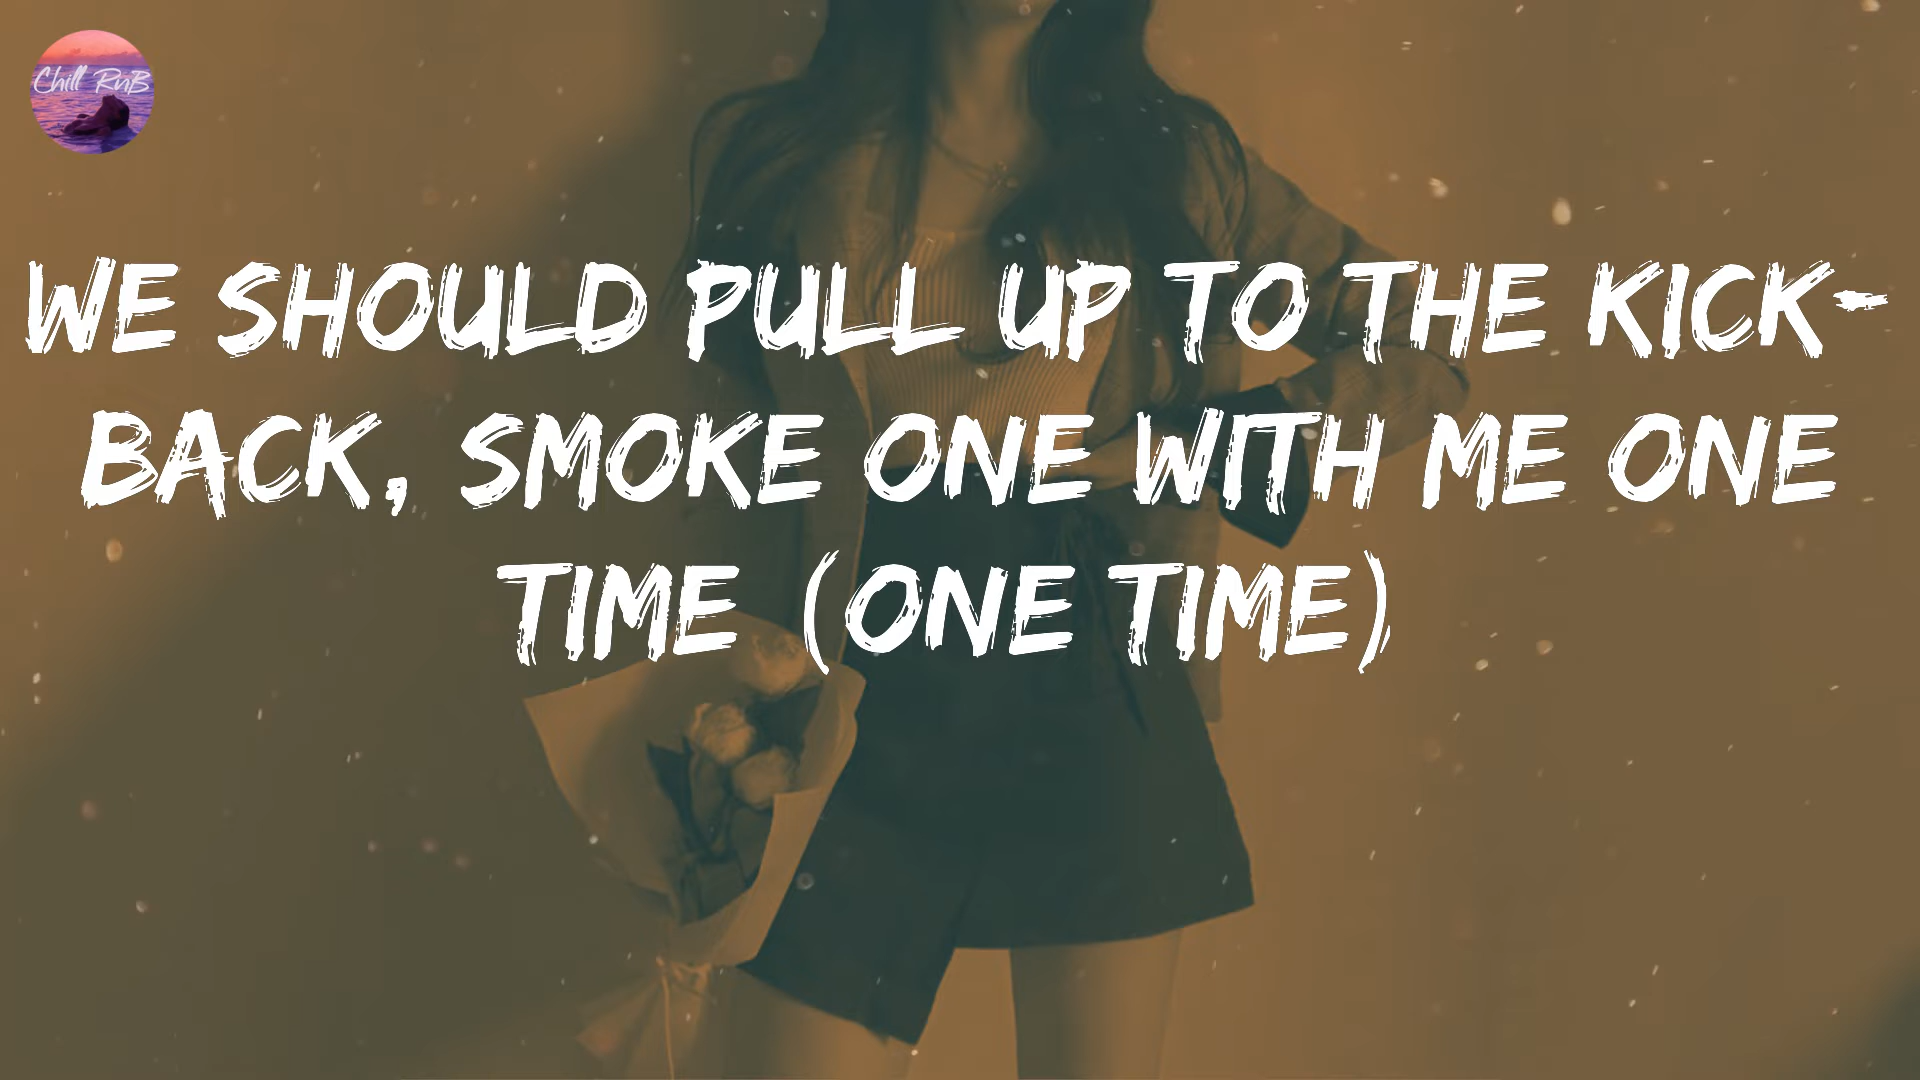 Chill RnB
WE SHOULD PULL UP TO THE KICK-
BACK, SMOKE ONE WITH ME ONE
TIME (ONE TIME)